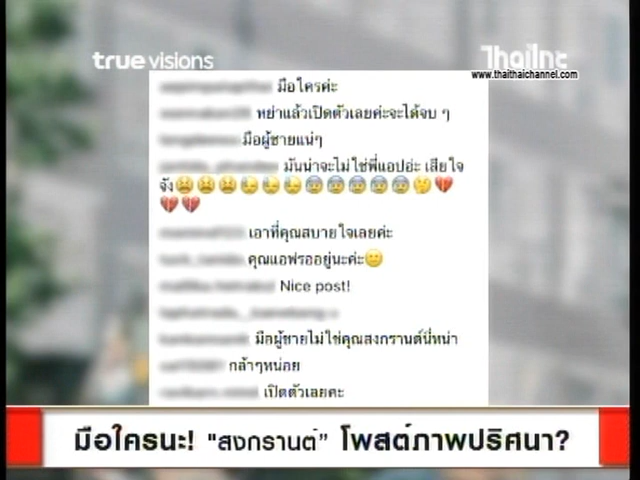 true visions
ไทยไทย
www.thaithaichannel.com
มือใครค่ะ
หย่าแล้วเปิดตัวเลยค่ะจะได้จบ ๆ
มือผู้ชายแน่ๆ
มันน่าจะไม่ใช่พี่แอปอ่ะ เสียใจ
จัง😫😫😫😓😓😓😰😰😰😰😰🤔💔
💔💔
เอาที่คุณสบายใจเลยค่ะ
คุณแอฟรออยู่นะค่ะ🙂
Nice post!
มือผู้ชายไม่ใช่คุณสงกรานต์นี่หน่า
กล้าๆหน่อย
เปิดตัวเลยคะ
มือใครนะ! "สงกรานต์" โพสต์ภาพปริศนา?